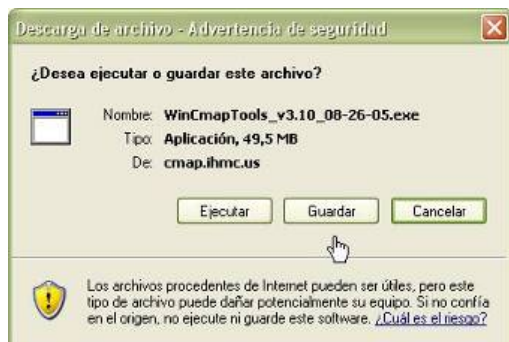 Descarga de archivo - Advertencia de seguridad
¿Desea ejecutar o guardar este archivo?
Nombre: WinCmapTools_v3.10_08-26-05.exe
Tipo: Aplicación, 49,5 MB
De: cmap.ihmc.us
Ejecutar Guardar Cancelar
Los archivos procedentes de Internet pueden ser útiles, pero este
tipo de archivo puede dañar potencialmente su equipo. Si no confía
en el origen, no ejecute ni guarde este software. ¿Cuál es el riesgo?